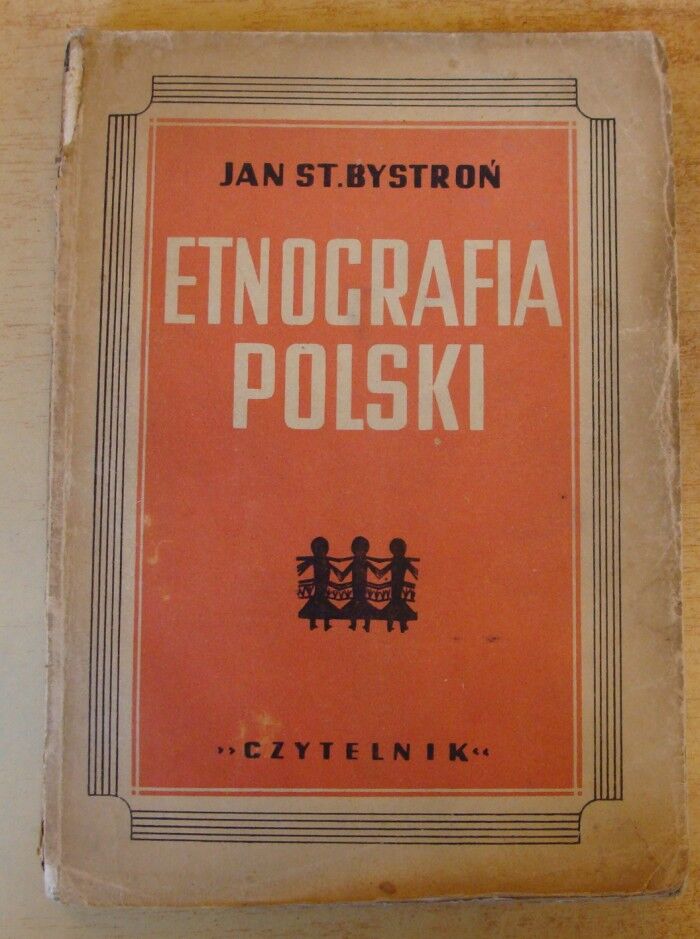 JAN ST.BYSTROŃ
ETNOGRAFIA
POLSKI
»CZYTELNIK«